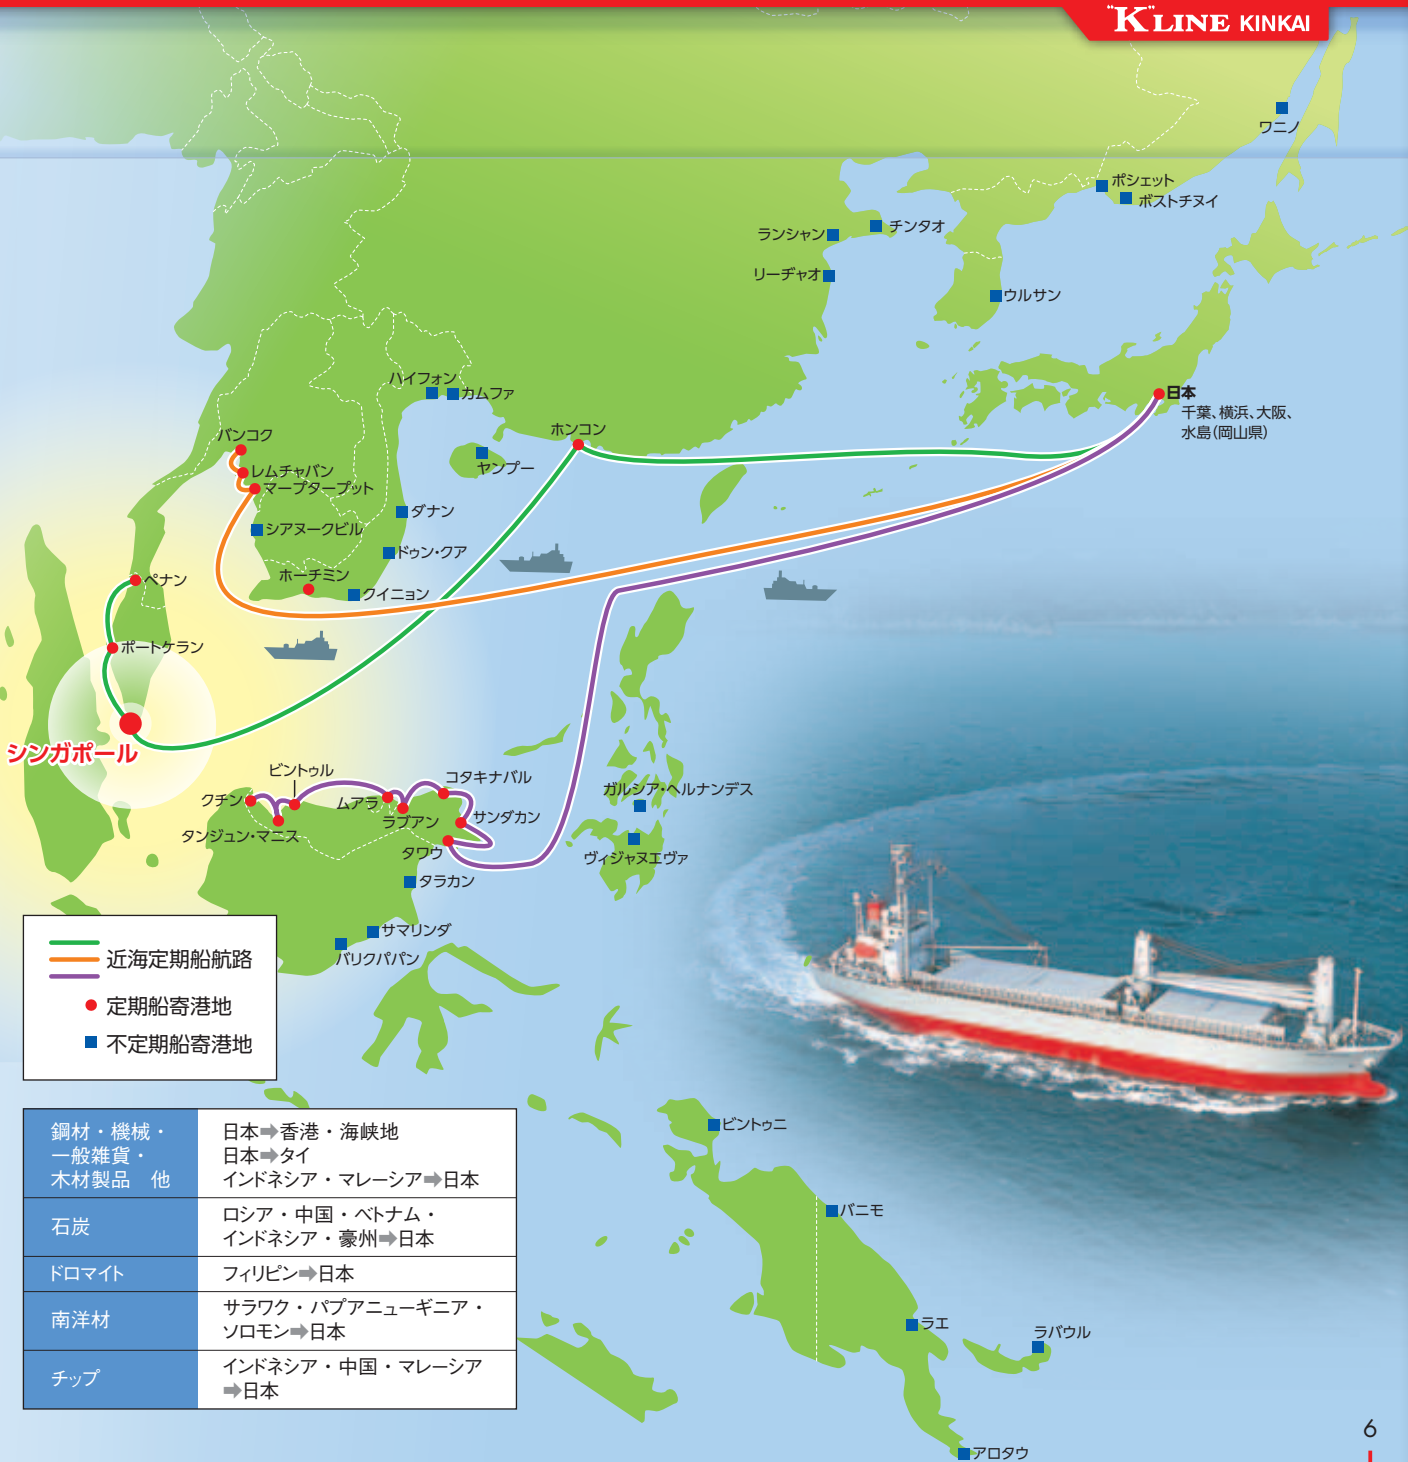 "K" LINE KINKAI
ワニノ
ポシェット
ボストチヌイ
ランシャン
チンタオ
リーヂャオ
ウルサン
ハイフォン
カムファ
日本
千葉、横浜、大阪、
水島(岡山県)
バンコク
ホンコン
レムチャバン
ヤンプー
マープタープット
ダナン
シアヌークビル
ドゥン・クア
ホーチミン
ペナン
クイニョン
ポートケラン
シンガポール
ビントゥル
コタキナバル
クチン
ムアラ
ガルシア・ヘルナンデス
タンジュン・マニス
ラブアン
サンダカン
タワウ
ヴィジャヌエヴァ
タラカン
サマリンダ
バリクパパン
近海定期船航路
定期船寄港地
不定期船寄港地
鋼材・機械・
一般雑貨・
木材製品 他
日本➡香港・海峡地
日本➡タイ
インドネシア・マレーシア➡日本
石炭
ロシア・中国・ベトナム・
インドネシア・豪州➡日本
ドロマイト
フィリピン➡日本
南洋材
サラワク・パプアニューギニア・
ソロモン➡日本
チップ
インドネシア・中国・マレーシア
➡日本
ビントゥニ
バニモ
ラエ
ラバウル
アロタウ
6